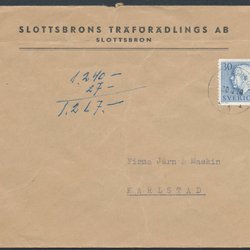 SLOTTSBRONS TRÄFÖRÄDLINGS AB
SLOTTSBRON
30
SVERIGE
1.240-
27-
1.267.-
Firma Järn & Maskin
KARLSTAD